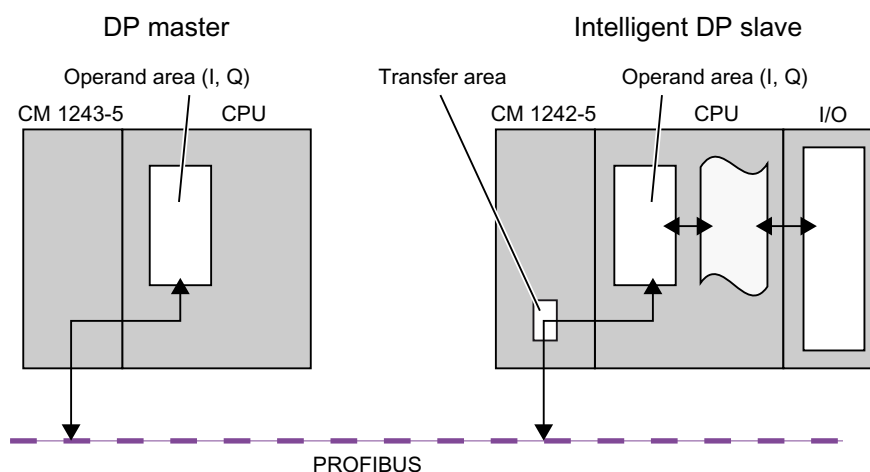 DP master
Intelligent DP slave
Operand area (I, Q)
Transfer area
Operand area (I, Q)
CM 1243-5
CPU
CM 1242-5
CPU
I/O
PROFIBUS